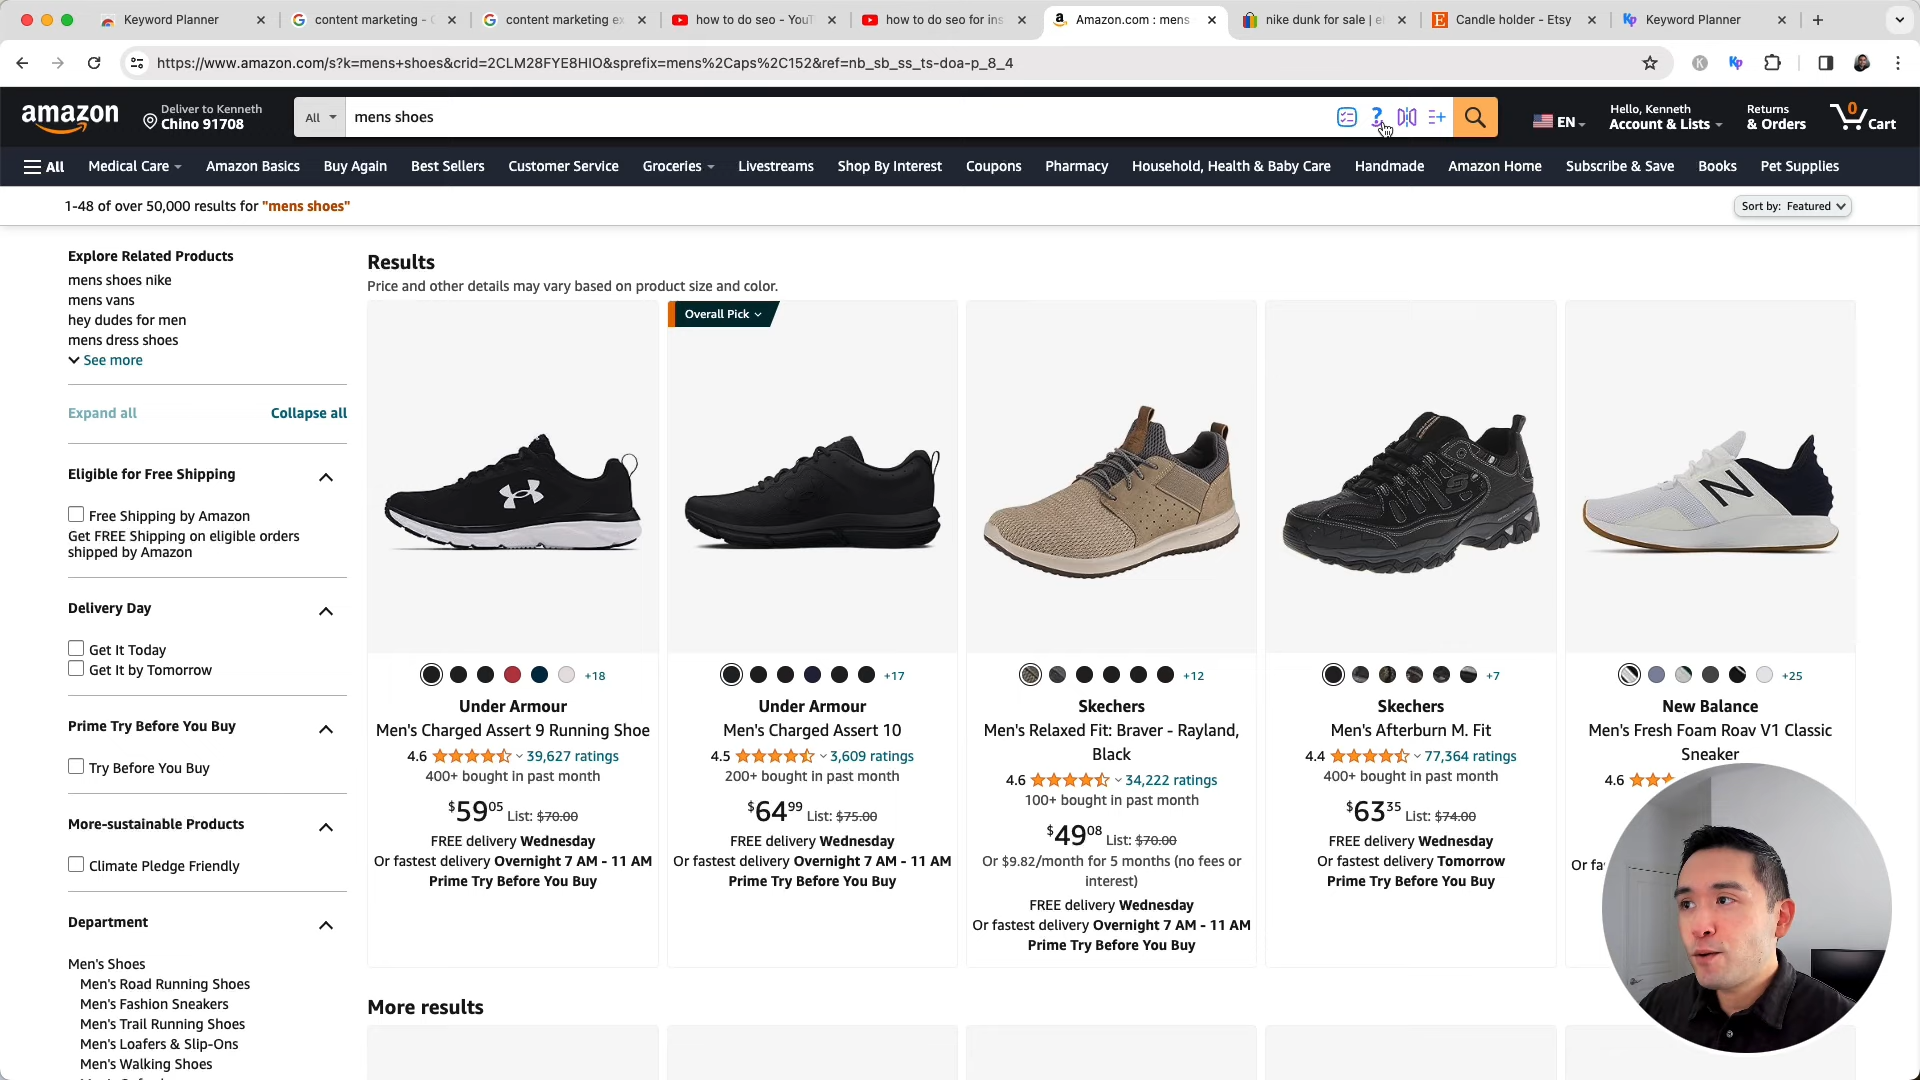 Keyword Planner
content marketing - G
content marketing ex
how to do seo - YouT
how to do seo for ins
Amazon.com : mens
nike dunk for sale | e
Candle holder - Etsy
Keyword Planner
https://www.amazon.com/s?k=mens+shoes&crid=2CLM28FYE8HIO&sprefix=mens%2Caps%2C152&ref=nb_sb_ss_ts-doa-p_8_4
amazon
Deliver to Kenneth
Chino 91708
All
mens shoes
EN
Hello, Kenneth
Account & Lists
Returns
& Orders
0
Cart
All
Medical Care
Amazon Basics
Buy Again
Best Sellers
Customer Service
Groceries
Livestreams
Shop By Interest
Coupons
Pharmacy
Household, Health & Baby Care
Handmade
Amazon Home
Subscribe & Save
Books
Pet Supplies
1-48 of over 50,000 results for "mens shoes"
Sort by: Featured
Explore Related Products
mens shoes nike
mens vans
hey dudes for men
mens dress shoes
See more
Expand all
Collapse all
Eligible for Free Shipping
Free Shipping by Amazon
Get FREE Shipping on eligible orders
shipped by Amazon
Delivery Day
Get It Today
Get It by Tomorrow
Prime Try Before You Buy
Try Before You Buy
More-sustainable Products
Climate Pledge Friendly
Department
Men's Shoes
Men's Road Running Shoes
Men's Fashion Sneakers
Men's Trail Running Shoes
Men's Loafers & Slip-Ons
Men's Walking Shoes
Results
Price and other details may vary based on product size and color.
Overall Pick
+18
Under Armour
Men's Charged Assert 9 Running Shoe
4.6 39,627 ratings
400+ bought in past month
$59.05 List: $70.00
FREE delivery Wednesday
Or fastest delivery Overnight 7 AM - 11 AM
Prime Try Before You Buy
+17
Under Armour
Men's Charged Assert 10
4.5 3,609 ratings
200+ bought in past month
$64.99 List: $75.00
FREE delivery Wednesday
Or fastest delivery Overnight 7 AM - 11 AM
Prime Try Before You Buy
+12
Skechers
Men's Relaxed Fit: Braver - Rayland,
Black
4.6 34,222 ratings
100+ bought in past month
$49.08 List: $70.00
Or $9.82/month for 5 months (no fees or
interest)
FREE delivery Wednesday
Or fastest delivery Overnight 7 AM - 11 AM
Prime Try Before You Buy
+7
Skechers
Men's Afterburn M. Fit
4.4 77,364 ratings
400+ bought in past month
$63.35 List: $74.00
FREE delivery Wednesday
Or fastest delivery Tomorrow
Prime Try Before You Buy
+25
New Balance
Men's Fresh Foam Roav V1 Classic
Sneaker
4.6
Or fa
More results